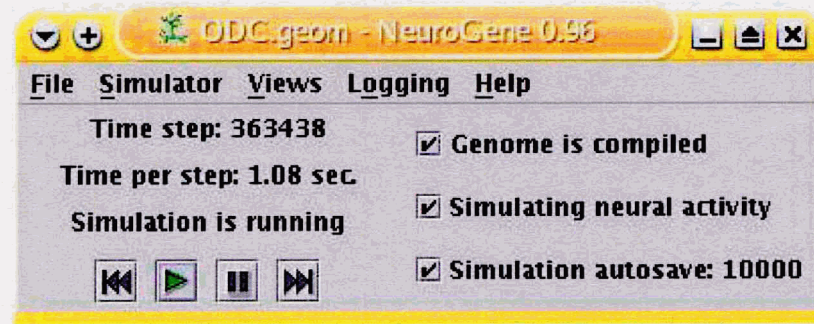 ODC.geom - NeuroGene 0.96
File Simulator Views Logging Help
Time step: 363438
Time per step: 1.08 sec.
Simulation is running
Genome is compiled
Simulating neural activity
Simulation autosave: 10000